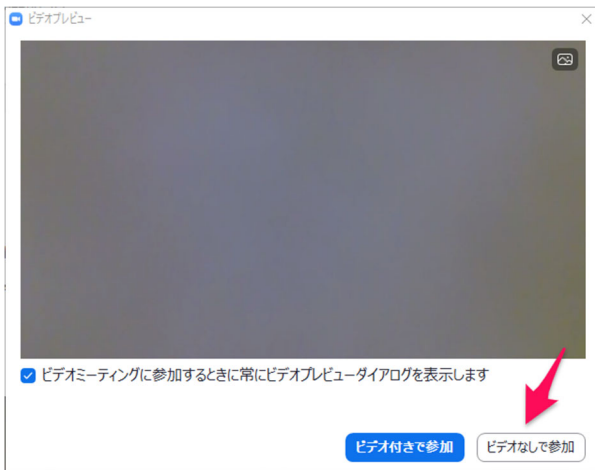 ビデオプレビュー
ビデオミーティングに参加するときに常にビデオプレビューダイアログを表示します
ビデオ付きで参加
ビデオなしで参加